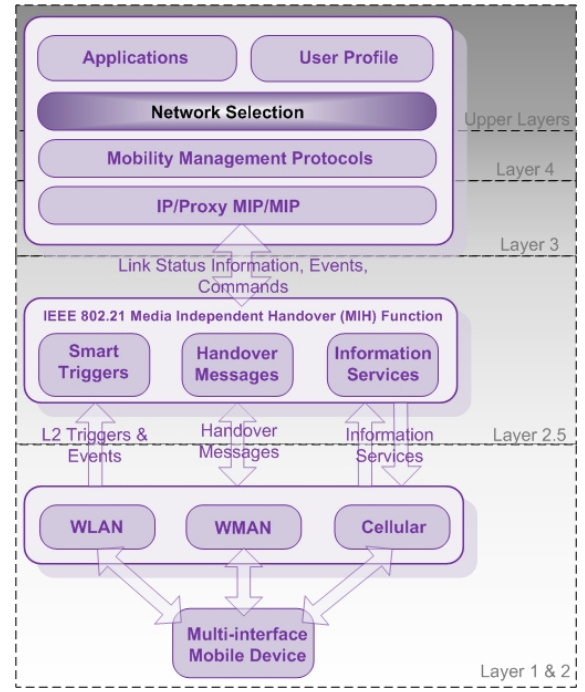 Applications
User Profile
Network Selection
Upper Layers
Mobility Management Protocols
Layer 4
IP/Proxy MIP/MIP
Layer 3
Link Status Information, Events,
Commands
IEEE 802.21 Media Independent Handover (MIH) Function
Smart
Triggers
Handover
Messages
Information
Services
L2 Triggers &
Events
Handover
Messages
Information
Services
Layer 2.5
WLAN
WMAN
Cellular
Multi-interface
Mobile Device
Layer 1 & 2